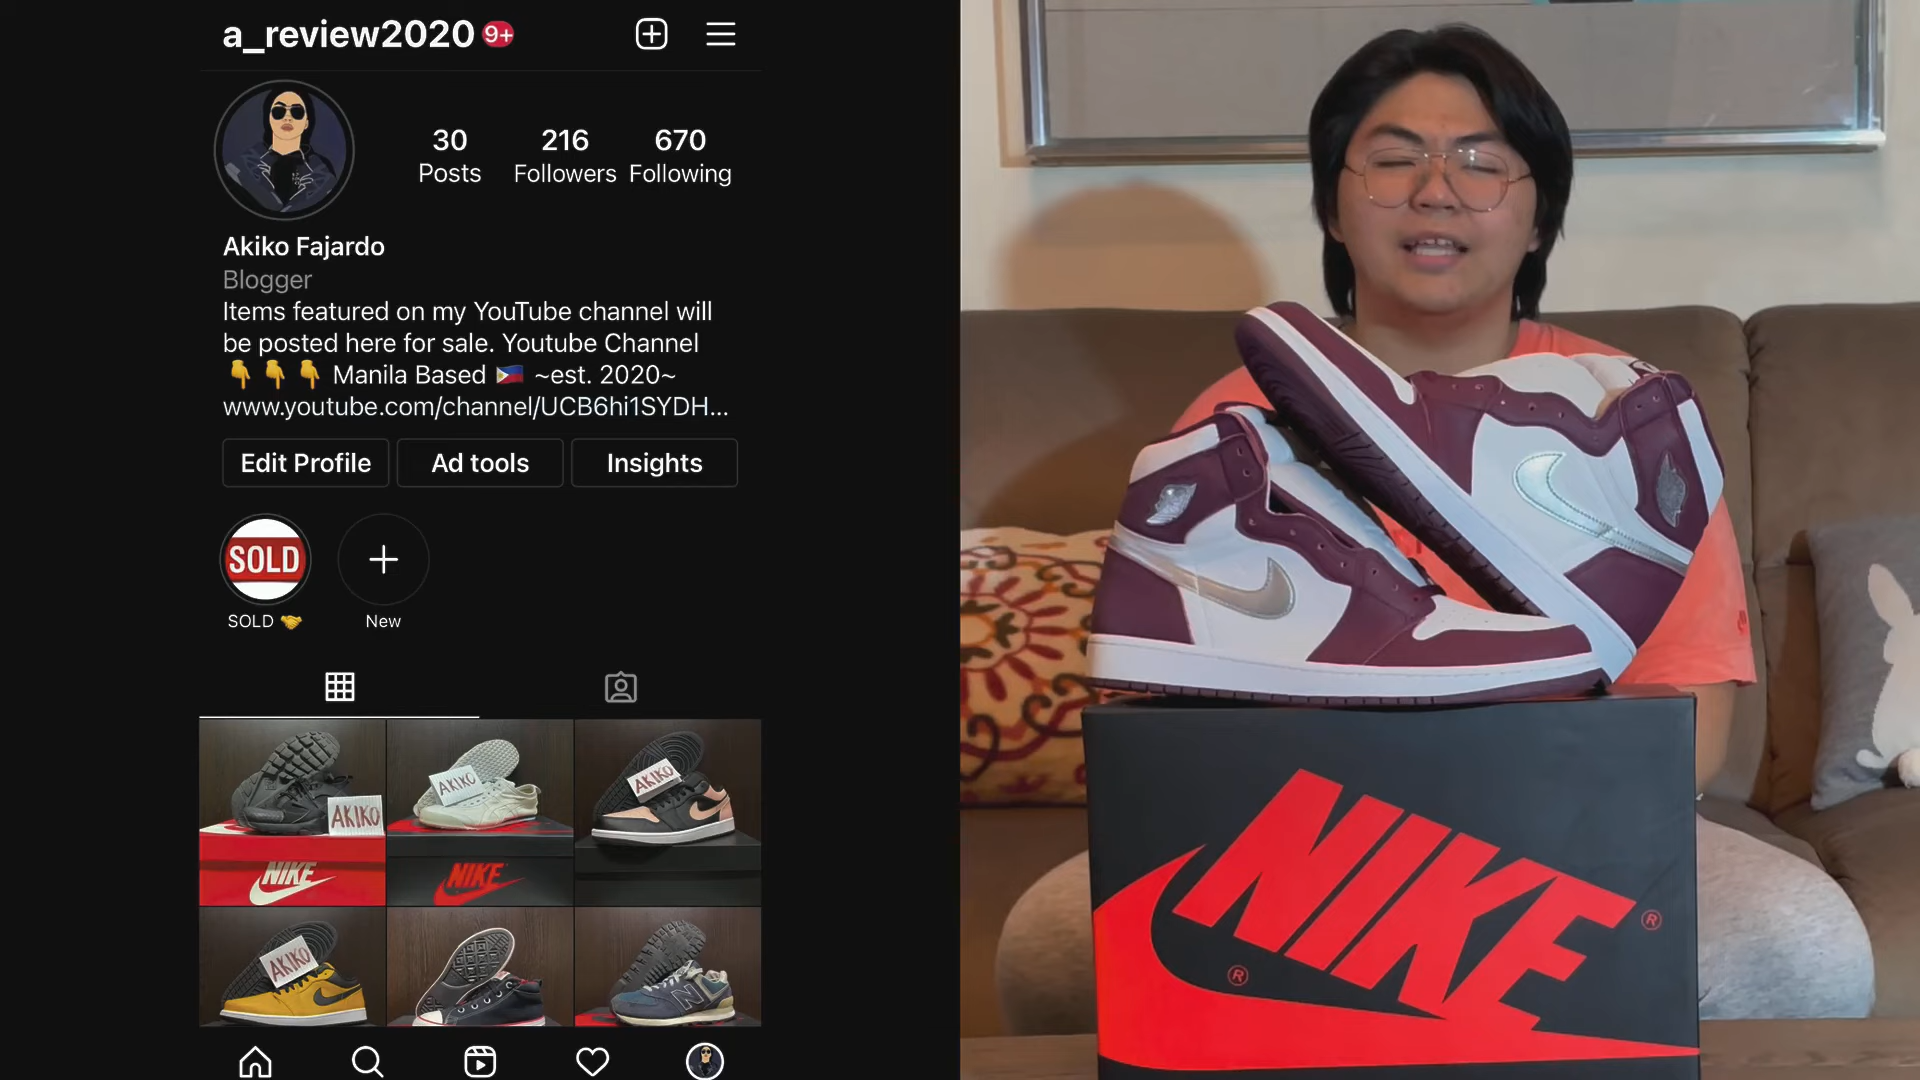 a_review2020 9+
30 216 670
Posts Followers Following
Akiko Fajardo
Blogger
Items featured on my YouTube channel will
be posted here for sale. Youtube Channel
👇👇👇 Manila Based 🇵🇭 ~est. 2020~
www.youtube.com/channel/UCB6hi1SYDH...
Edit Profile Ad tools Insights
SOLD
SOLD 🤝 New
AKIKO
NIKE
AKIKO
NIKE
AKIKO
AKIKO
N
NIKE